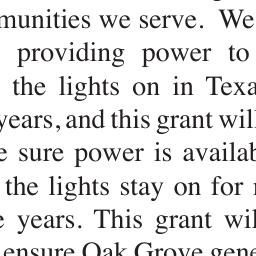 munities we serve. We
providing power to
the lights on in Texa
years, and this grant will
e sure power is availab
the lights stay on for
e years. This grant wil
ensure Oak Grove gene